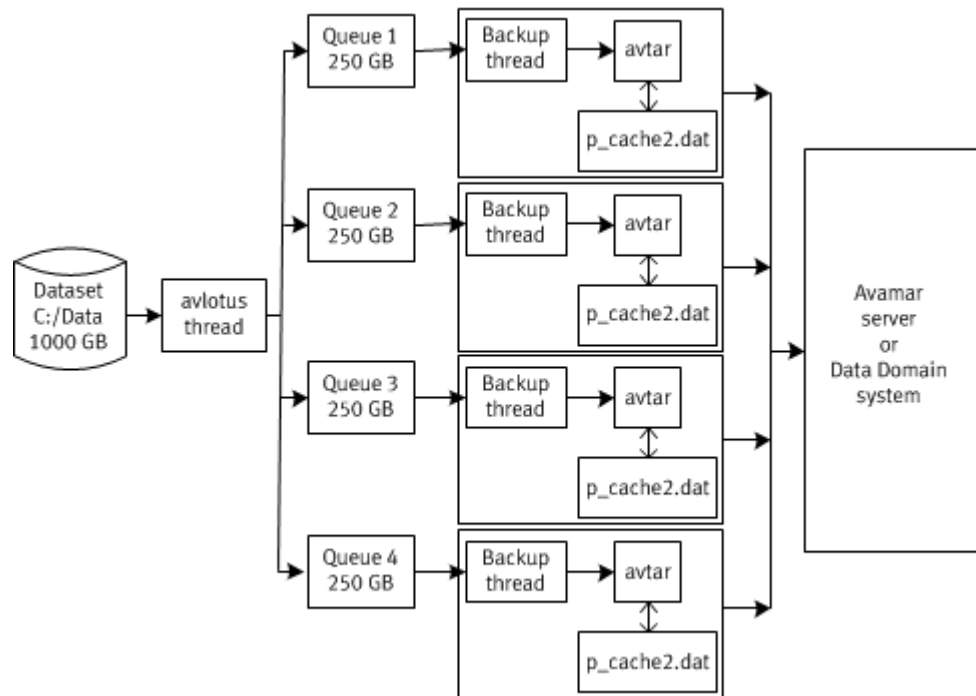 Dataset
C:/Data
1000 GB
avlotus
thread
Queue 1
250 GB
Backup
thread
avtar
p_cache2.dat
Queue 2
250 GB
Backup
thread
avtar
p_cache2.dat
Queue 3
250 GB
Backup
thread
avtar
p_cache2.dat
Queue 4
250 GB
Backup
thread
avtar
p_cache2.dat
Avamar
server
or
Data Domain
system